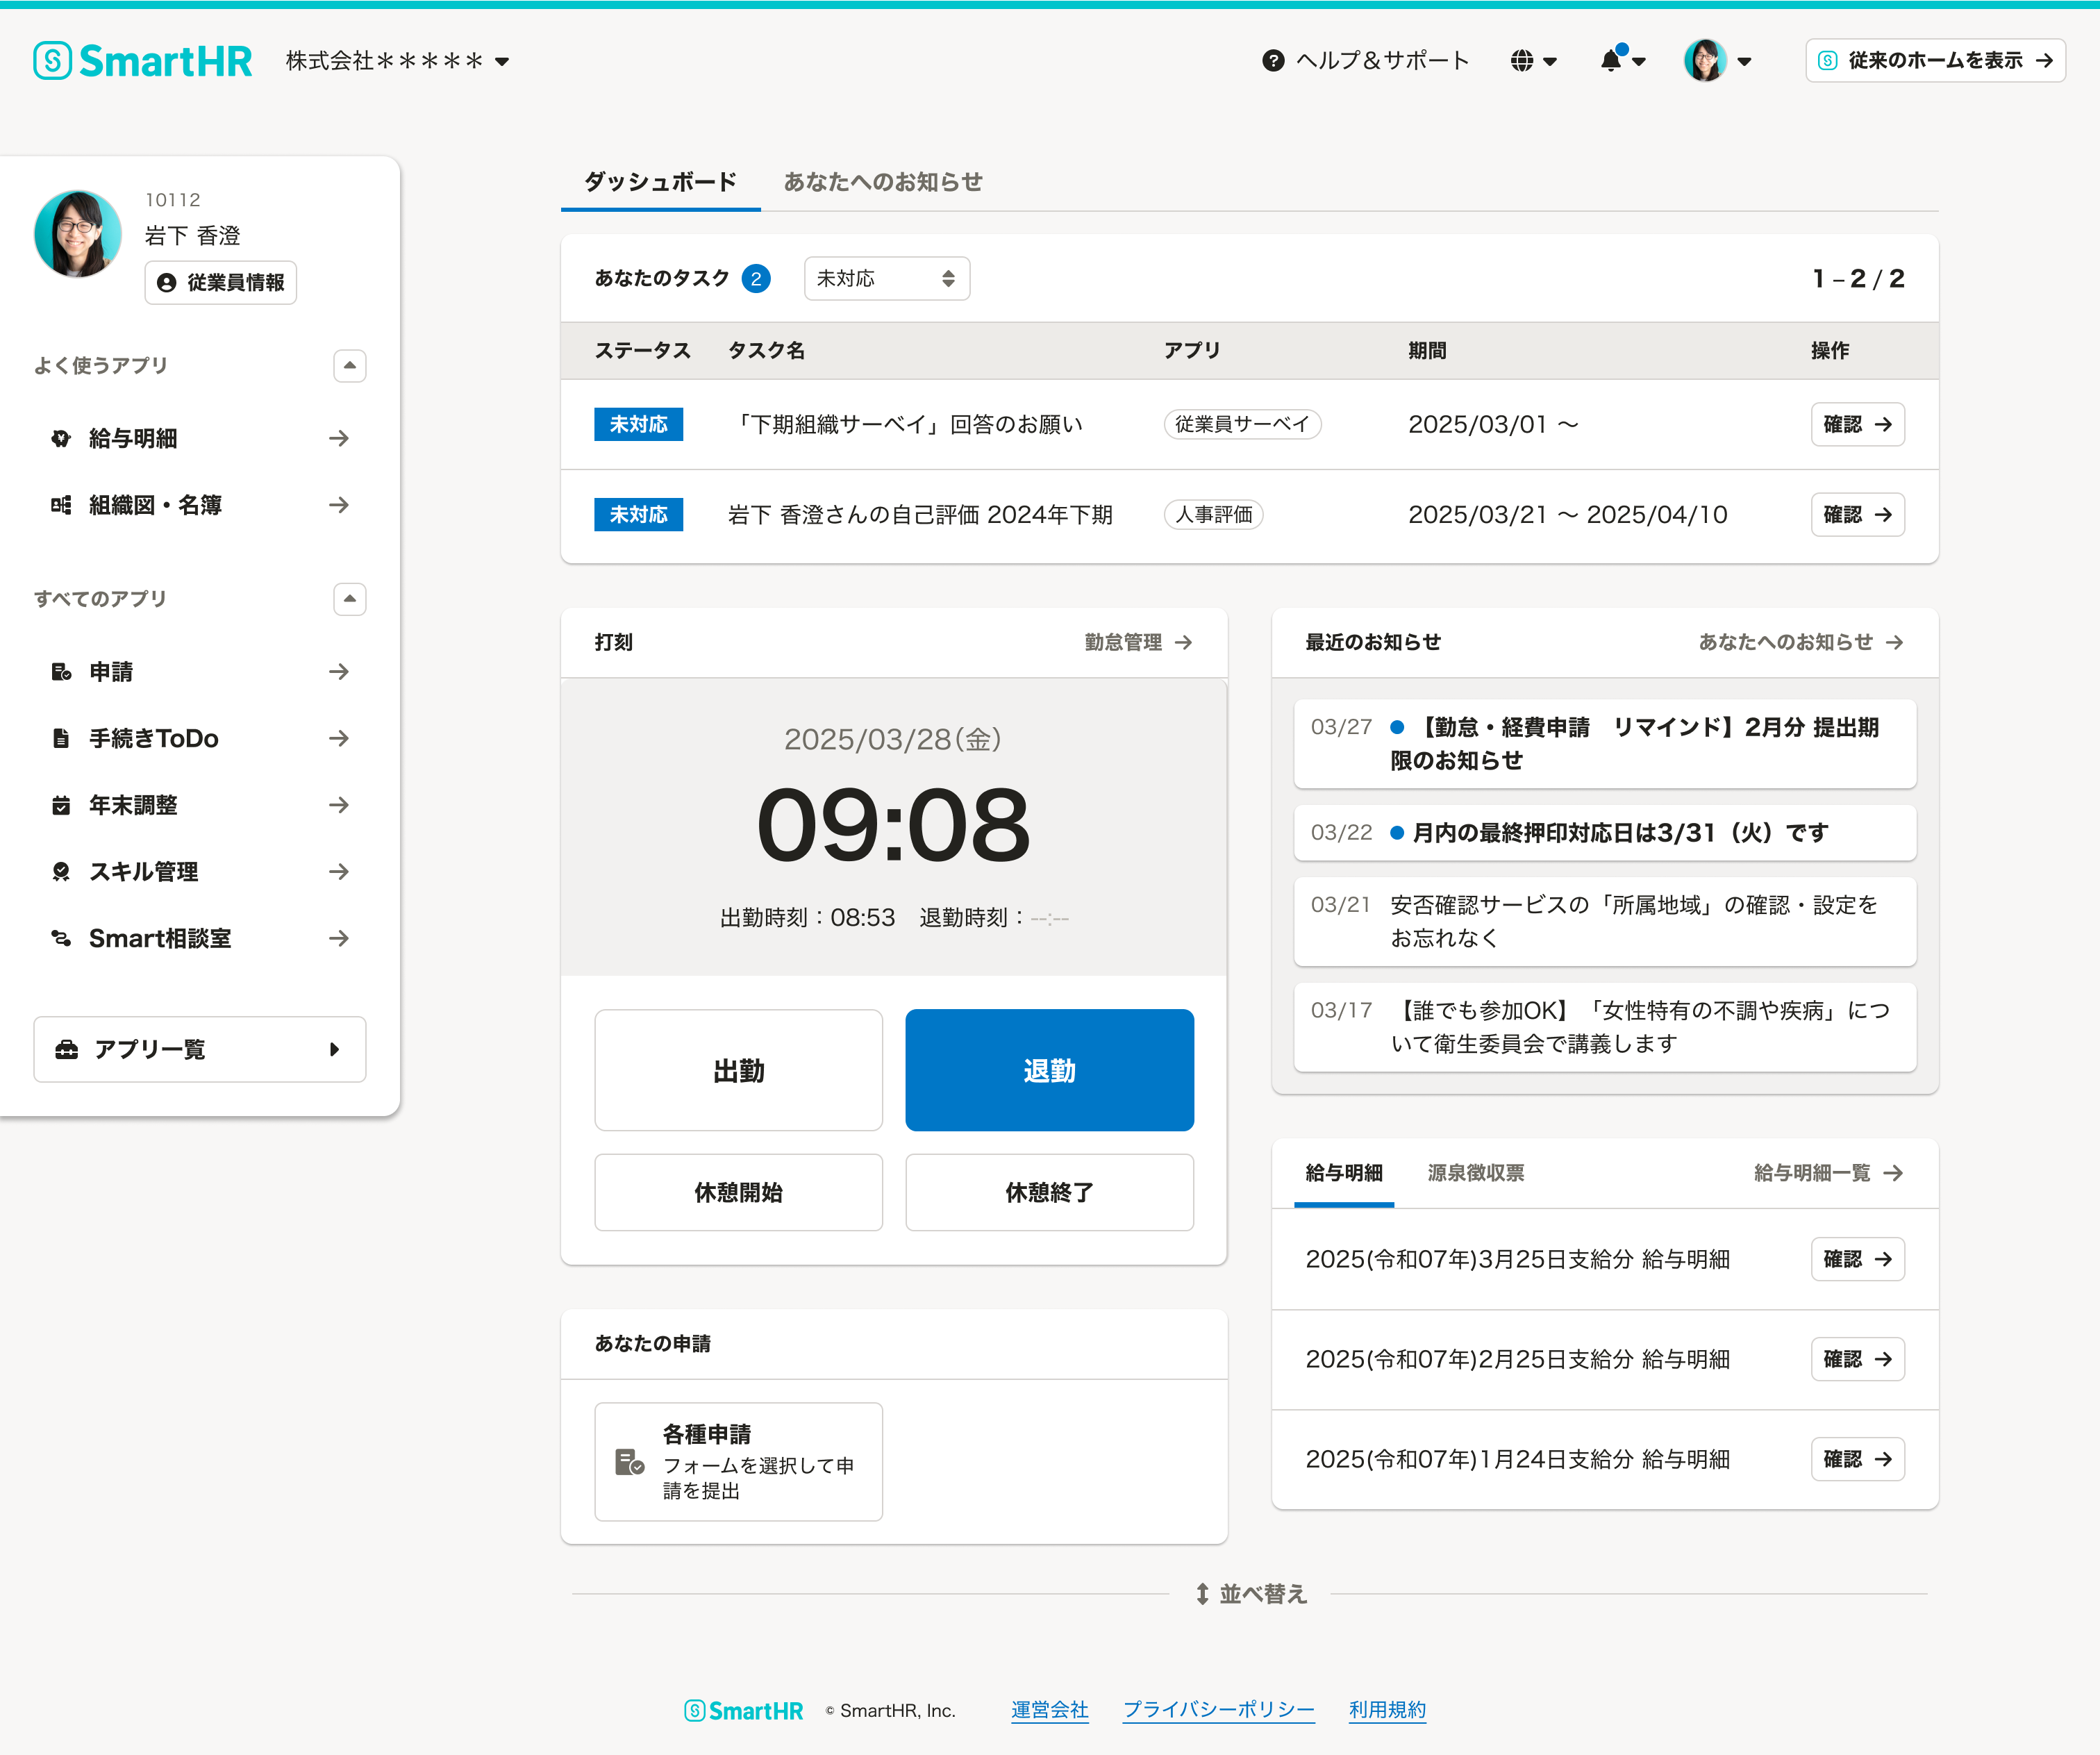 SmartHR
株式会社＊＊＊＊＊
ヘルプ＆サポート
従来のホームを表示
10112
岩下 香澄
従業員情報
よく使うアプリ
給与明細
組織図・名簿
すべてのアプリ
申請
手続きToDo
年末調整
スキル管理
Smart相談室
アプリ一覧
ダッシュボード
あなたへのお知らせ
あなたのタスク 2
未対応
1 – 2 / 2
ステータス タスク名 アプリ 期間 操作
未対応 「下期組織サーベイ」回答のお願い 従業員サーベイ 2025/03/01 〜 確認
未対応 岩下 香澄さんの自己評価 2024年下期 人事評価 2025/03/21 〜 2025/04/10 確認
打刻
勤怠管理
2025/03/28(金)
09:08
出勤時刻：08:53 退勤時刻：--:--
出勤
退勤
休憩開始
休憩終了
あなたの申請
各種申請
フォームを選択して申
請を提出
最近のお知らせ
あなたへのお知らせ
03/27 【勤怠・経費申請　リマインド】2月分 提出期
限のお知らせ
03/22 月内の最終押印対応日は3/31（火）です
03/21 安否確認サービスの「所属地域」の確認・設定を
お忘れなく
03/17 【誰でも参加OK】「女性特有の不調や疾病」につ
いて衛生委員会で講義します
給与明細
源泉徴収票
給与明細一覧
2025(令和07年)3月25日支給分 給与明細 確認
2025(令和07年)2月25日支給分 給与明細 確認
2025(令和07年)1月24日支給分 給与明細 確認
並べ替え
SmartHR © SmartHR, Inc. 運営会社 プライバシーポリシー 利用規約